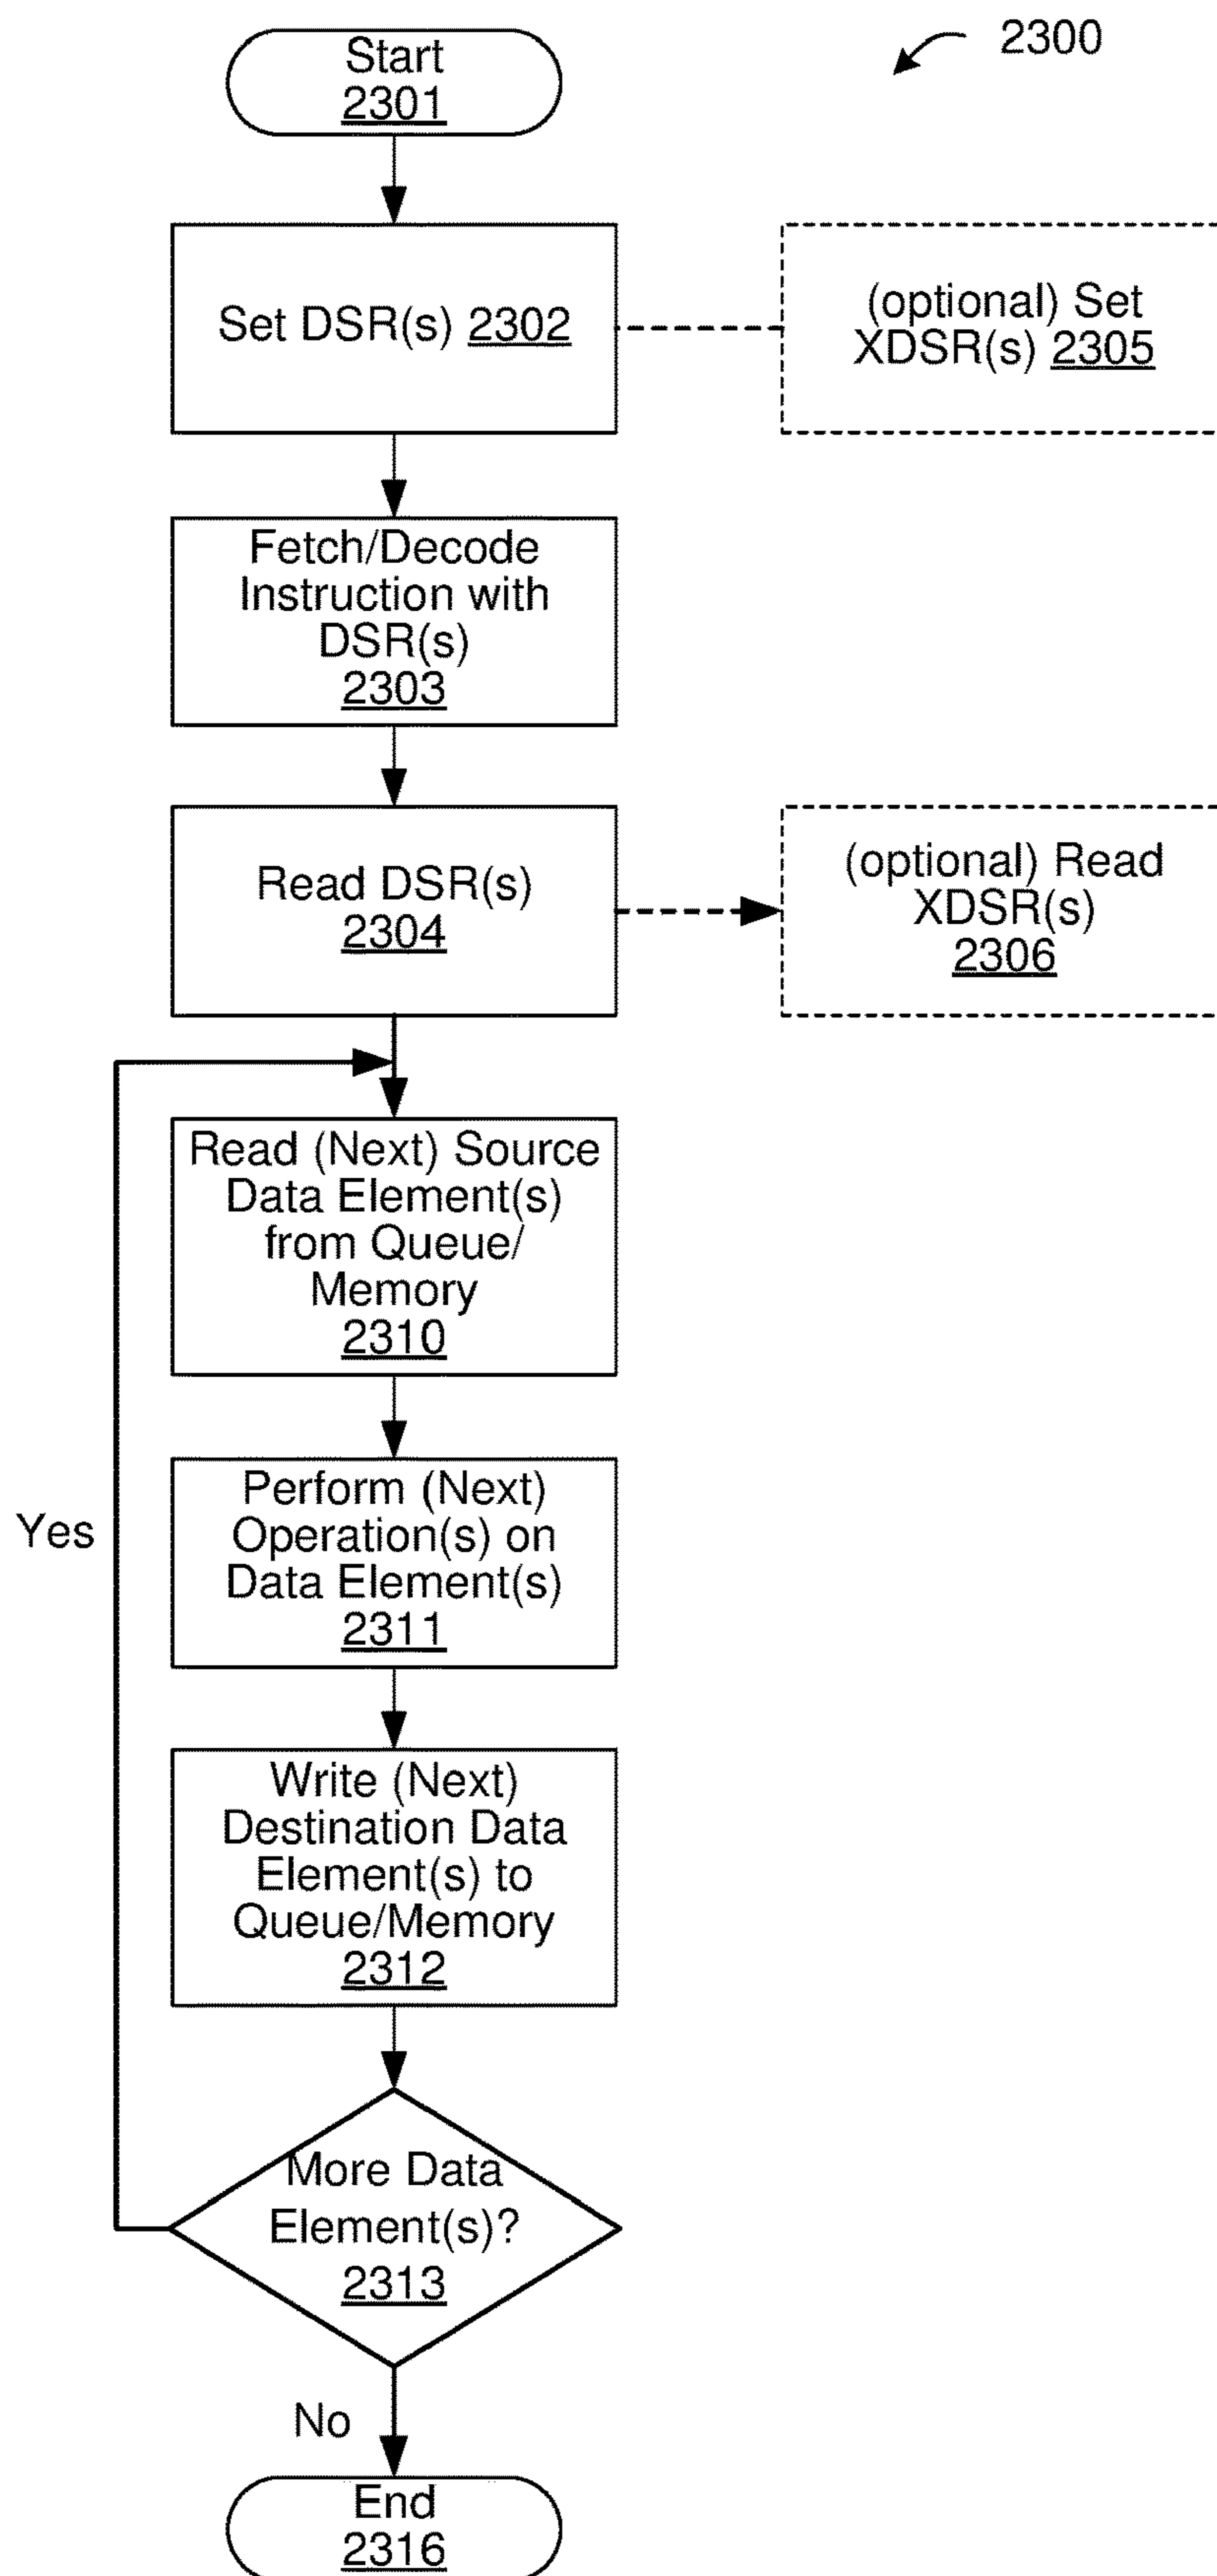 2300
Start
2301
Set DSR(s) 2302
(optional) Set
XDSR(s) 2305
Fetch/Decode
Instruction with
DSR(s)
2303
Read DSR(s)
2304
(optional) Read
XDSR(s)
2306
Read (Next) Source
Data Element(s)
from Queue/
Memory
2310
Perform (Next)
Operation(s) on
Data Element(s)
2311
Yes
Write (Next)
Destination Data
Element(s) to
Queue/Memory
2312
More Data
Element(s)?
2313
No
End
2316